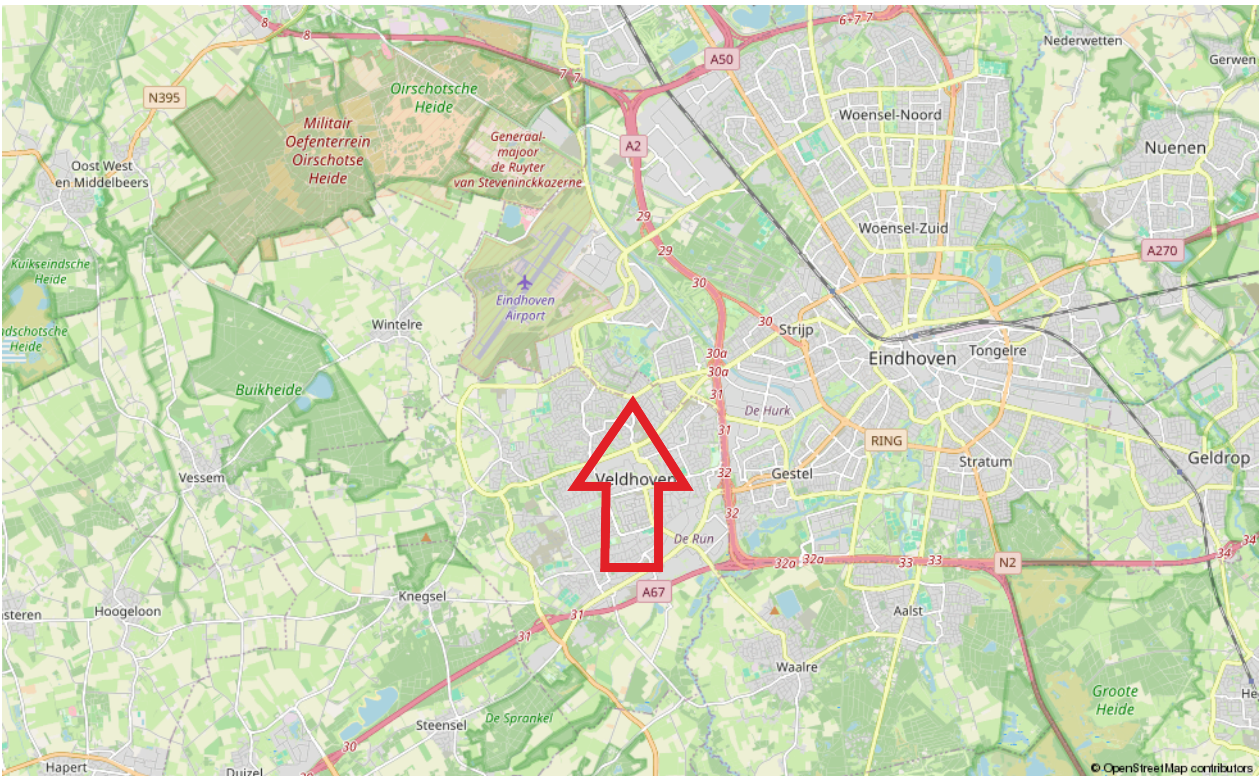 8
8
6+7
7
Nederwetten
Gerwen
A50
7
7
N395
Oirschotsche
Heide
Militair
Oefenterrein
Oirschotse
Heide
Generaal-
majoor
de Ruyter
van Steveninckkazerne
A2
Woensel-Noord
Nuenen
Oost West
en Middelbeers
29
29
Woensel-Zuid
A270
Kuikseindsche
Heide
30
Eindhoven
Airport
30
Strijp
Wintelre
dschotsche
Heide
30a
30a
Eindhoven
Tongelre
Buikheide
31
De Hurk
31
RING
Geldrop
Stratum
Vessem
Veldhoven
32
Gestel
32
De Run
34
34
32a
32a
33
33
N2
A67
Knegsel
Hoogeloon
steren
31
31
Aalst
Waalre
Groote
Heide
He
De Sprankel
Steensel
30
Hapert
Duizel
30
© OpenStreetMap contributors